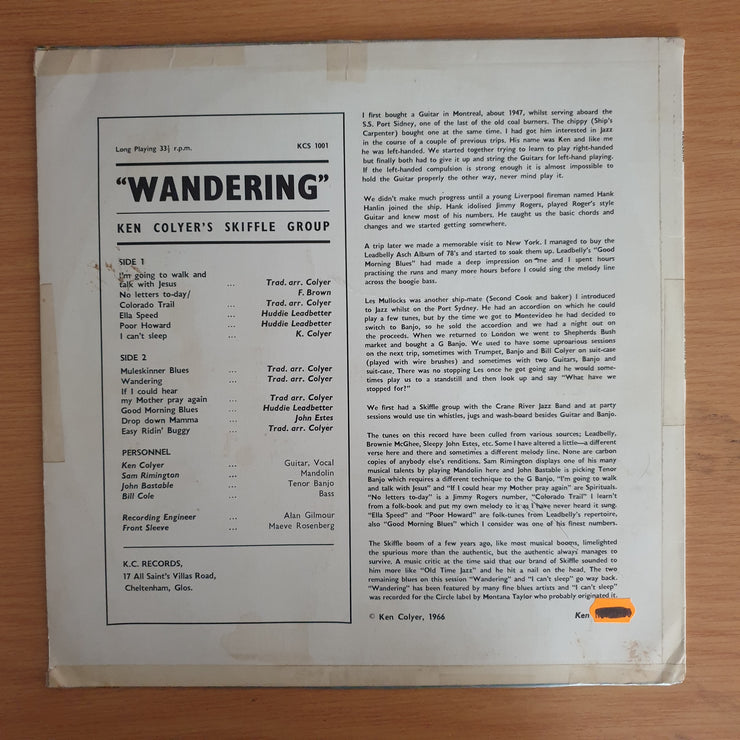 Long Playing 33⅓ r.p.m. KCS 1001
"WANDERING"
KEN COLYER'S SKIFFLE GROUP
SIDE 1
I'm going to walk and
talk with Jesus ... Trad. arr. Colyer
No letters to-day/ F. Brown
Colorado Trail ... Trad. arr. Colyer
Ella Speed ... Huddie Leadbetter
Poor Howard ... Huddie Leadbetter
I can't sleep ... K. Colyer
SIDE 2
Muleskinner Blues ... Trad. arr. Colyer
Wandering ... Trad. arr. Colyer
If I could hear
my Mother pray again ... Trad arr. Colyer
Good Morning Blues ... Huddie Leadbetter
Drop down Mamma ... John Estes
Easy Ridin' Buggy ... Trad. arr. Colyer
PERSONNEL
Ken Colyer ... Guitar, Vocal
Sam Rimington ... Mandolin
John Bastable ... Tenor Banjo
Bill Cole ... Bass
Recording Engineer ... Alan Gilmour
Front Sleeve ... Maeve Rosenberg
K.C. RECORDS,
17 All Saint's Villas Road,
Cheltenham, Glos.
I first bought a Guitar in Montreal, about 1947, whilst serving aboard the
S.S. Port Sidney, one of the last of the old coal burners. The chippy (Ship's
Carpenter) bought one at the same time. I had got him interested in Jazz
in the course of a couple of previous trips. His name was Ken and like me
he was left-handed. We started together trying to learn to play right-handed
but finally both had to give it up and string the Guitars for left-hand playing.
If the left-handed compulsion is strong enough it is almost impossible to
hold the Guitar properly the other way, never mind play it.
We didn't make much progress until a young Liverpool fireman named Hank
Hanlin joined the ship. Hank idolised Jimmy Rogers, played Roger's style
Guitar and knew most of his numbers. He taught us the basic chords and
changes and we started getting somewhere.
A trip later we made a memorable visit to New York. I managed to buy the
Leadbelly Asch Album of 78's and started to soak them up. Leadbelly's "Good
Morning Blues" had made a deep impression on me and I spent hours
practising the runs and many more hours before I could sing the melody line
across the boogie bass.
Les Mullocks was another ship-mate (Second Cook and baker) I introduced
to Jazz whilst on the Port Sydney. He had an accordion on which he could
play a few tunes, but by the time we got to Montevideo he had decided to
switch to Banjo, so he sold the accordion and we had a night out on
the proceeds. When we returned to London we went to Shepherds Bush
market and bought a G Banjo. We used to have some uproarious sessions
on the next trip, sometimes with Trumpet, Banjo and Bill Colyer on suit-case
(played with wire brushes) and sometimes with two Guitars, Banjo and
suit-case, There was no stopping Les once he got going and he would some-
times play us to a standstill and then look up and say "What have we
stopped for?"
We first had a Skiffle group with the Crane River Jazz Band and at party
sessions would use tin whistles, jugs and wash-board besides Guitar and Banjo.
The tunes on this record have been culled from various sources; Leadbelly,
Brownie McGhee, Sleepy John Estes, etc. Some I have altered a little—a different
verse here and there and sometimes a different melody line. None are carbon
copies of anybody else's renditions. Sam Rimington displays one of his many
musical talents by playing Mandolin here and John Bastable is picking Tenor
Banjo which requires a different technique to the G Banjo. "I'm going to walk
and talk with Jesus" and "If I could hear my Mother pray again" are Spirituals.
"No letters to-day" is a Jimmy Rogers number, "Colorado Trail" I learn't
from a folk-book and put my own melody to it as I have never heard it sung.
"Ella Speed" and "Poor Howard" are folk-tunes from Leadbelly's repertoire,
also "Good Morning Blues" which I consider was one of his finest numbers.
The Skiffle boom of a few years ago, like most musical booms, limelighted
the spurious more than the authentic, but the authentic always manages to
survive. A music critic at the time said that our brand of Skiffle sounded to
him more like "Old Time Jazz" and he hit a nail on the head. The two
remaining blues on this session "Wandering" and "I can't sleep" go way back.
"Wandering" has been featured by many fine blues artists and "I can't sleep"
was recorded for the Circle label by Montana Taylor who probably originated it.
© Ken Colyer, 1966 Ken